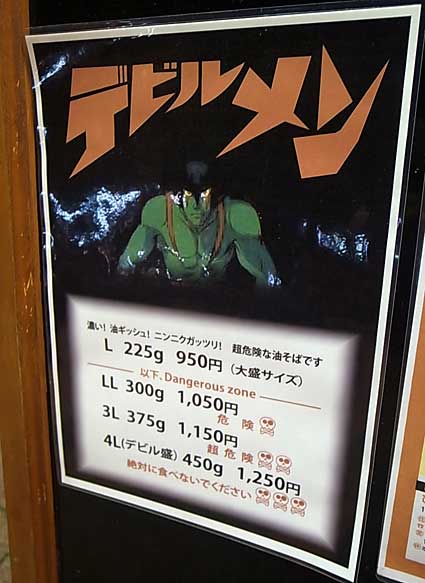 デビルメン
濃い！油ギッシュ！ニンニクガッツリ！ 超危険な油そばです
L 225g 950円（大盛サイズ）
以下、Dangerous zone
LL 300g 1,050円
危険
3L 375g 1,150円
超危険
4L(デビル盛) 450g 1,250円
絶対に食べないでください